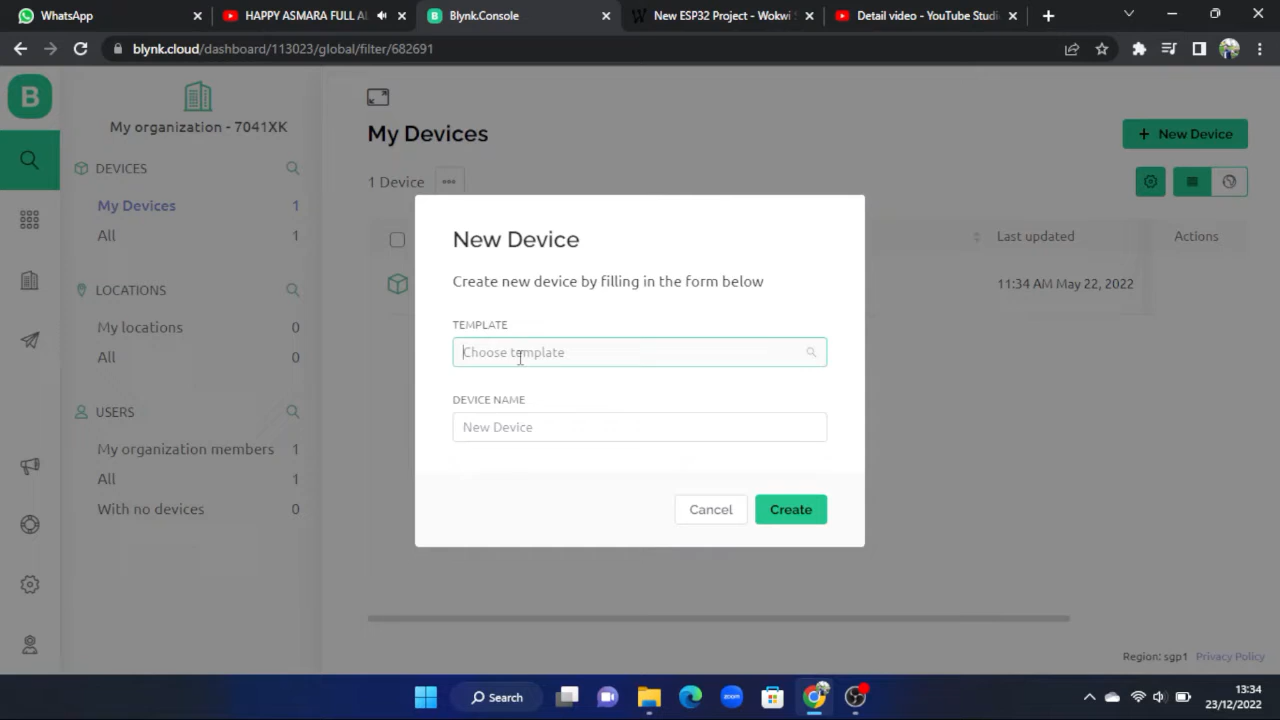 WhatsApp
HAPPY ASMARA FULL AL
Blynk.Console
New ESP32 Project - Wokwi S
Detail video - YouTube Studi
blynk.cloud/dashboard/113023/global/filter/682691
B
My organization - 7041XK
DEVICES
My Devices 1
All 1
LOCATIONS
My locations 0
All 0
USERS
My organization members 1
All 1
With no devices 0
My Devices
+ New Device
1 Device
Last updated
Actions
11:34 AM May 22, 2022
New Device
Create new device by filling in the form below
TEMPLATE
Choose template
DEVICE NAME
New Device
Cancel
Create
Region: sgp1 Privacy Policy
Search
zoom
13:34
23/12/2022